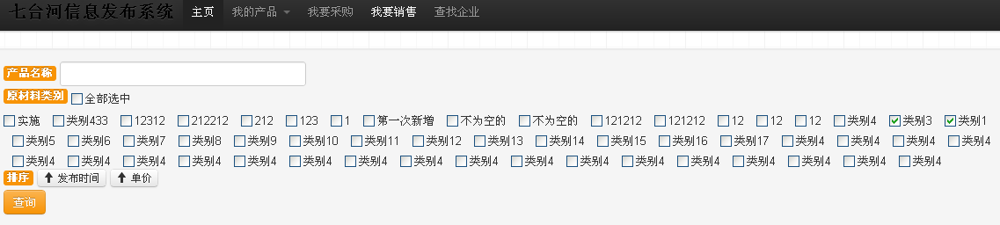 七台河信息发布系统 主页 我的产品 我要采购 我要销售 查找企业
产品名称
原材料类别 全部选中
实施 类别433 12312 212212 212 123 1 第一次新增 不为空的 不为空的 121212 121212 12 12 12 类别4 类别3 类别1
类别5 类别6 类别7 类别8 类别9 类别10 类别11 类别12 类别13 类别14 类别15 类别16 类别17 类别4 类别4 类别4 类别4
类别4 类别4 类别4 类别4 类别4 类别4 类别4 类别4 类别4 类别4 类别4 类别4 类别4 类别4 类别4 类别4 类别4
排序 发布时间 单价
查询